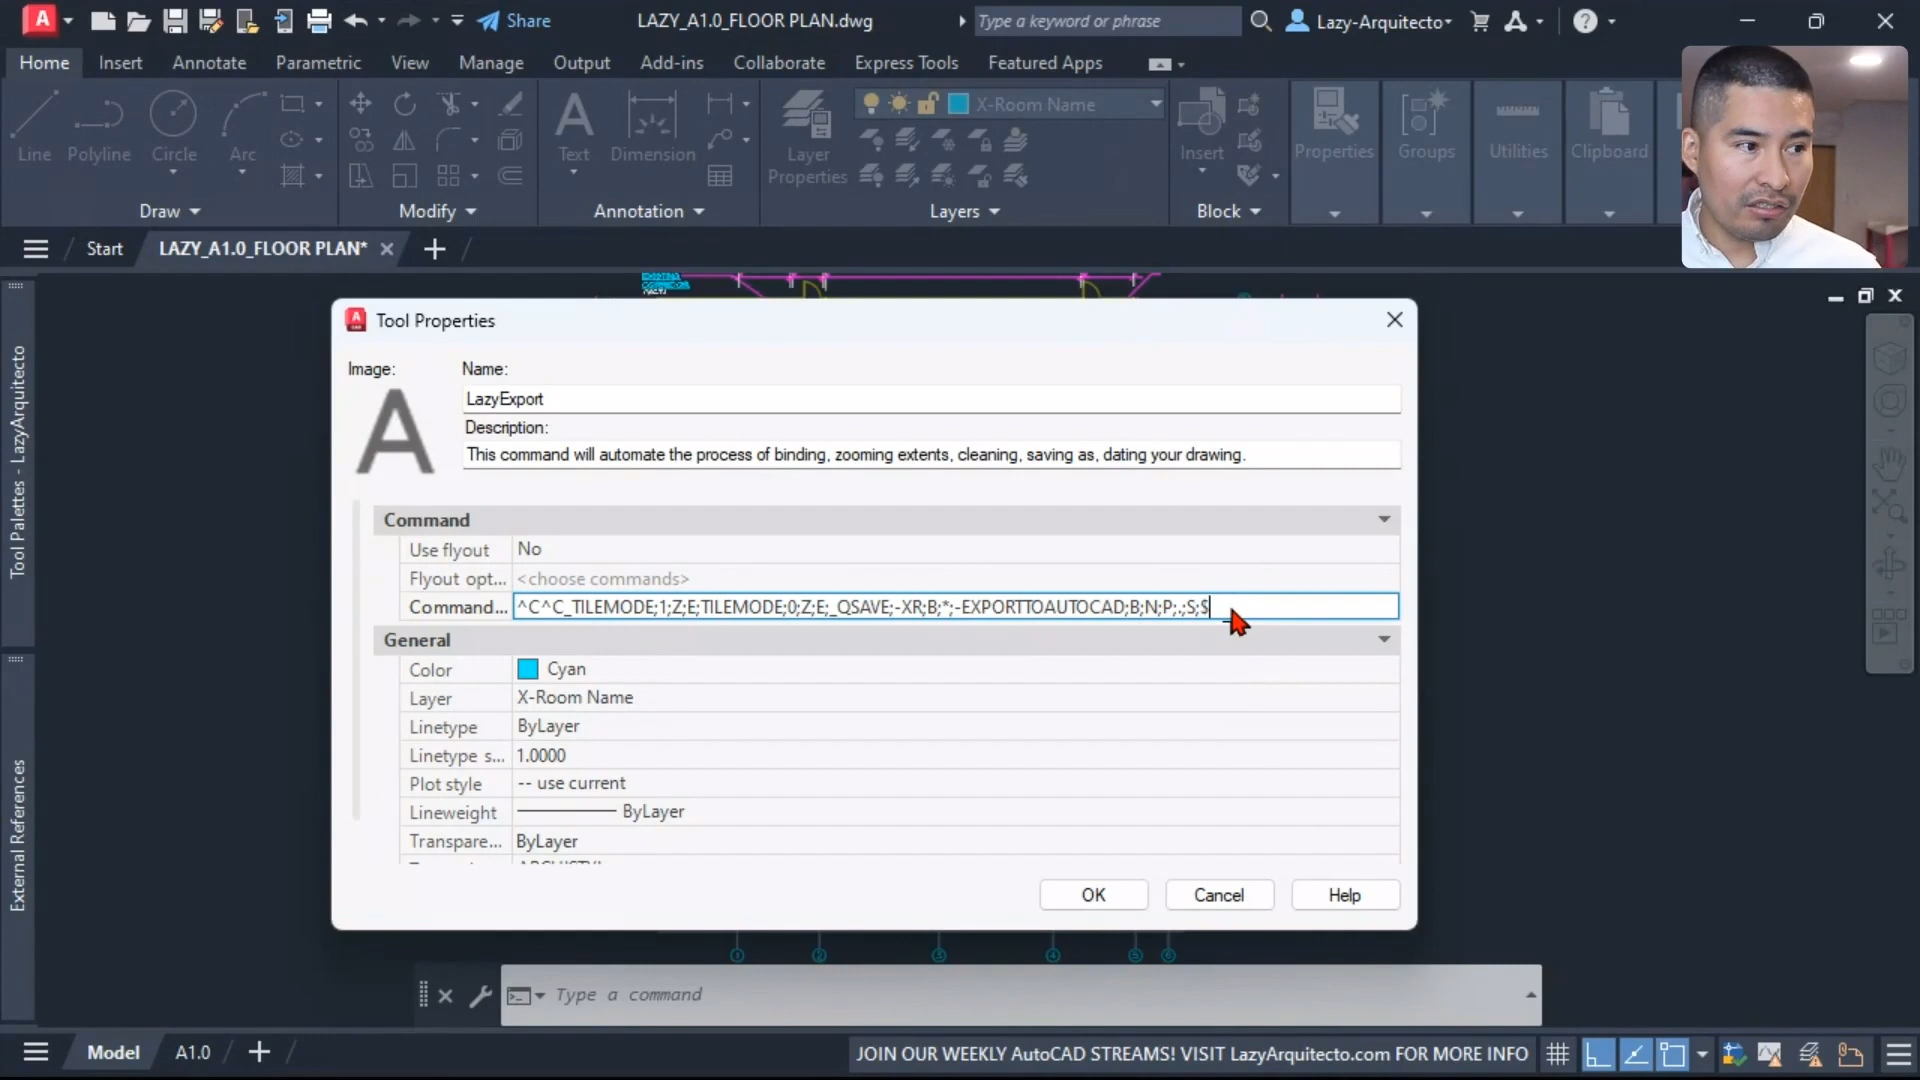 Share
LAZY_A1.0_FLOOR PLAN.dwg
Type a keyword or phrase
Lazy-Arquitecto
Home
Insert
Annotate
Parametric
View
Manage
Output
Add-ins
Collaborate
Express Tools
Featured Apps
Line
Polyline
Circle
Arc
Text
Dimension
Layer
Properties
X-Room Name
Insert
Properties
Groups
Utilities
Clipboard
Draw
Modify
Annotation
Layers
Block
Start
LAZY_A1.0_FLOOR PLAN*
Tool Palettes - LazyArquitecto
External References
Tool Properties
Image:
Name:
LazyExport
Description:
This command will automate the process of binding, zooming extents, cleaning, saving as, dating your drawing.
Command
Use flyout
No
Flyout opt...
<choose commands>
Command...
^C^C_TILEMODE;1;Z;E;TILEMODE;0;Z;E;_QSAVE;-XR;B;*;-EXPORTTOAUTOCAD;B;N;P;.;S;$
General
Color
Cyan
Layer
X-Room Name
Linetype
ByLayer
Linetype s...
1.0000
Plot style
-- use current
Lineweight
ByLayer
Transpare...
ByLayer
OK
Cancel
Help
Type a command
Model
A1.0
JOIN OUR WEEKLY AutoCAD STREAMS! VISIT LazyArquitecto.com FOR MORE INFO